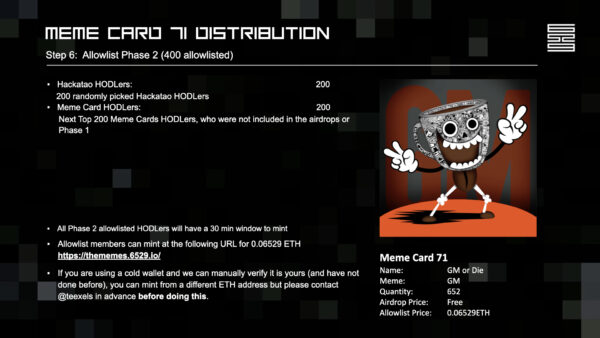 MEME CARD 71 DISTRIBUTION
Step 6: Allowlist Phase 2 (400 allowlisted)
• Hackatao HODLers: 200
200 randomly picked Hackatao HODLers
• Meme Card HODLers: 200
Next Top 200 Meme Cards HODLers, who were not included in the airdrops or
Phase 1
• All Phase 2 allowlisted HODLers will have a 30 min window to mint
• Allowlist members can mint at the following URL for 0.06529 ETH
https://thememes.6529.io/
• If you are using a cold wallet and we can manually verify it is yours (and have not
done before), you can mint from a different ETH address but please contact
@teexels in advance before doing this.
GM
Meme Card 71
Name: GM or Die
Meme: GM
Quantity: 652
Airdrop Price: Free
Allowlist Price: 0.06529ETH